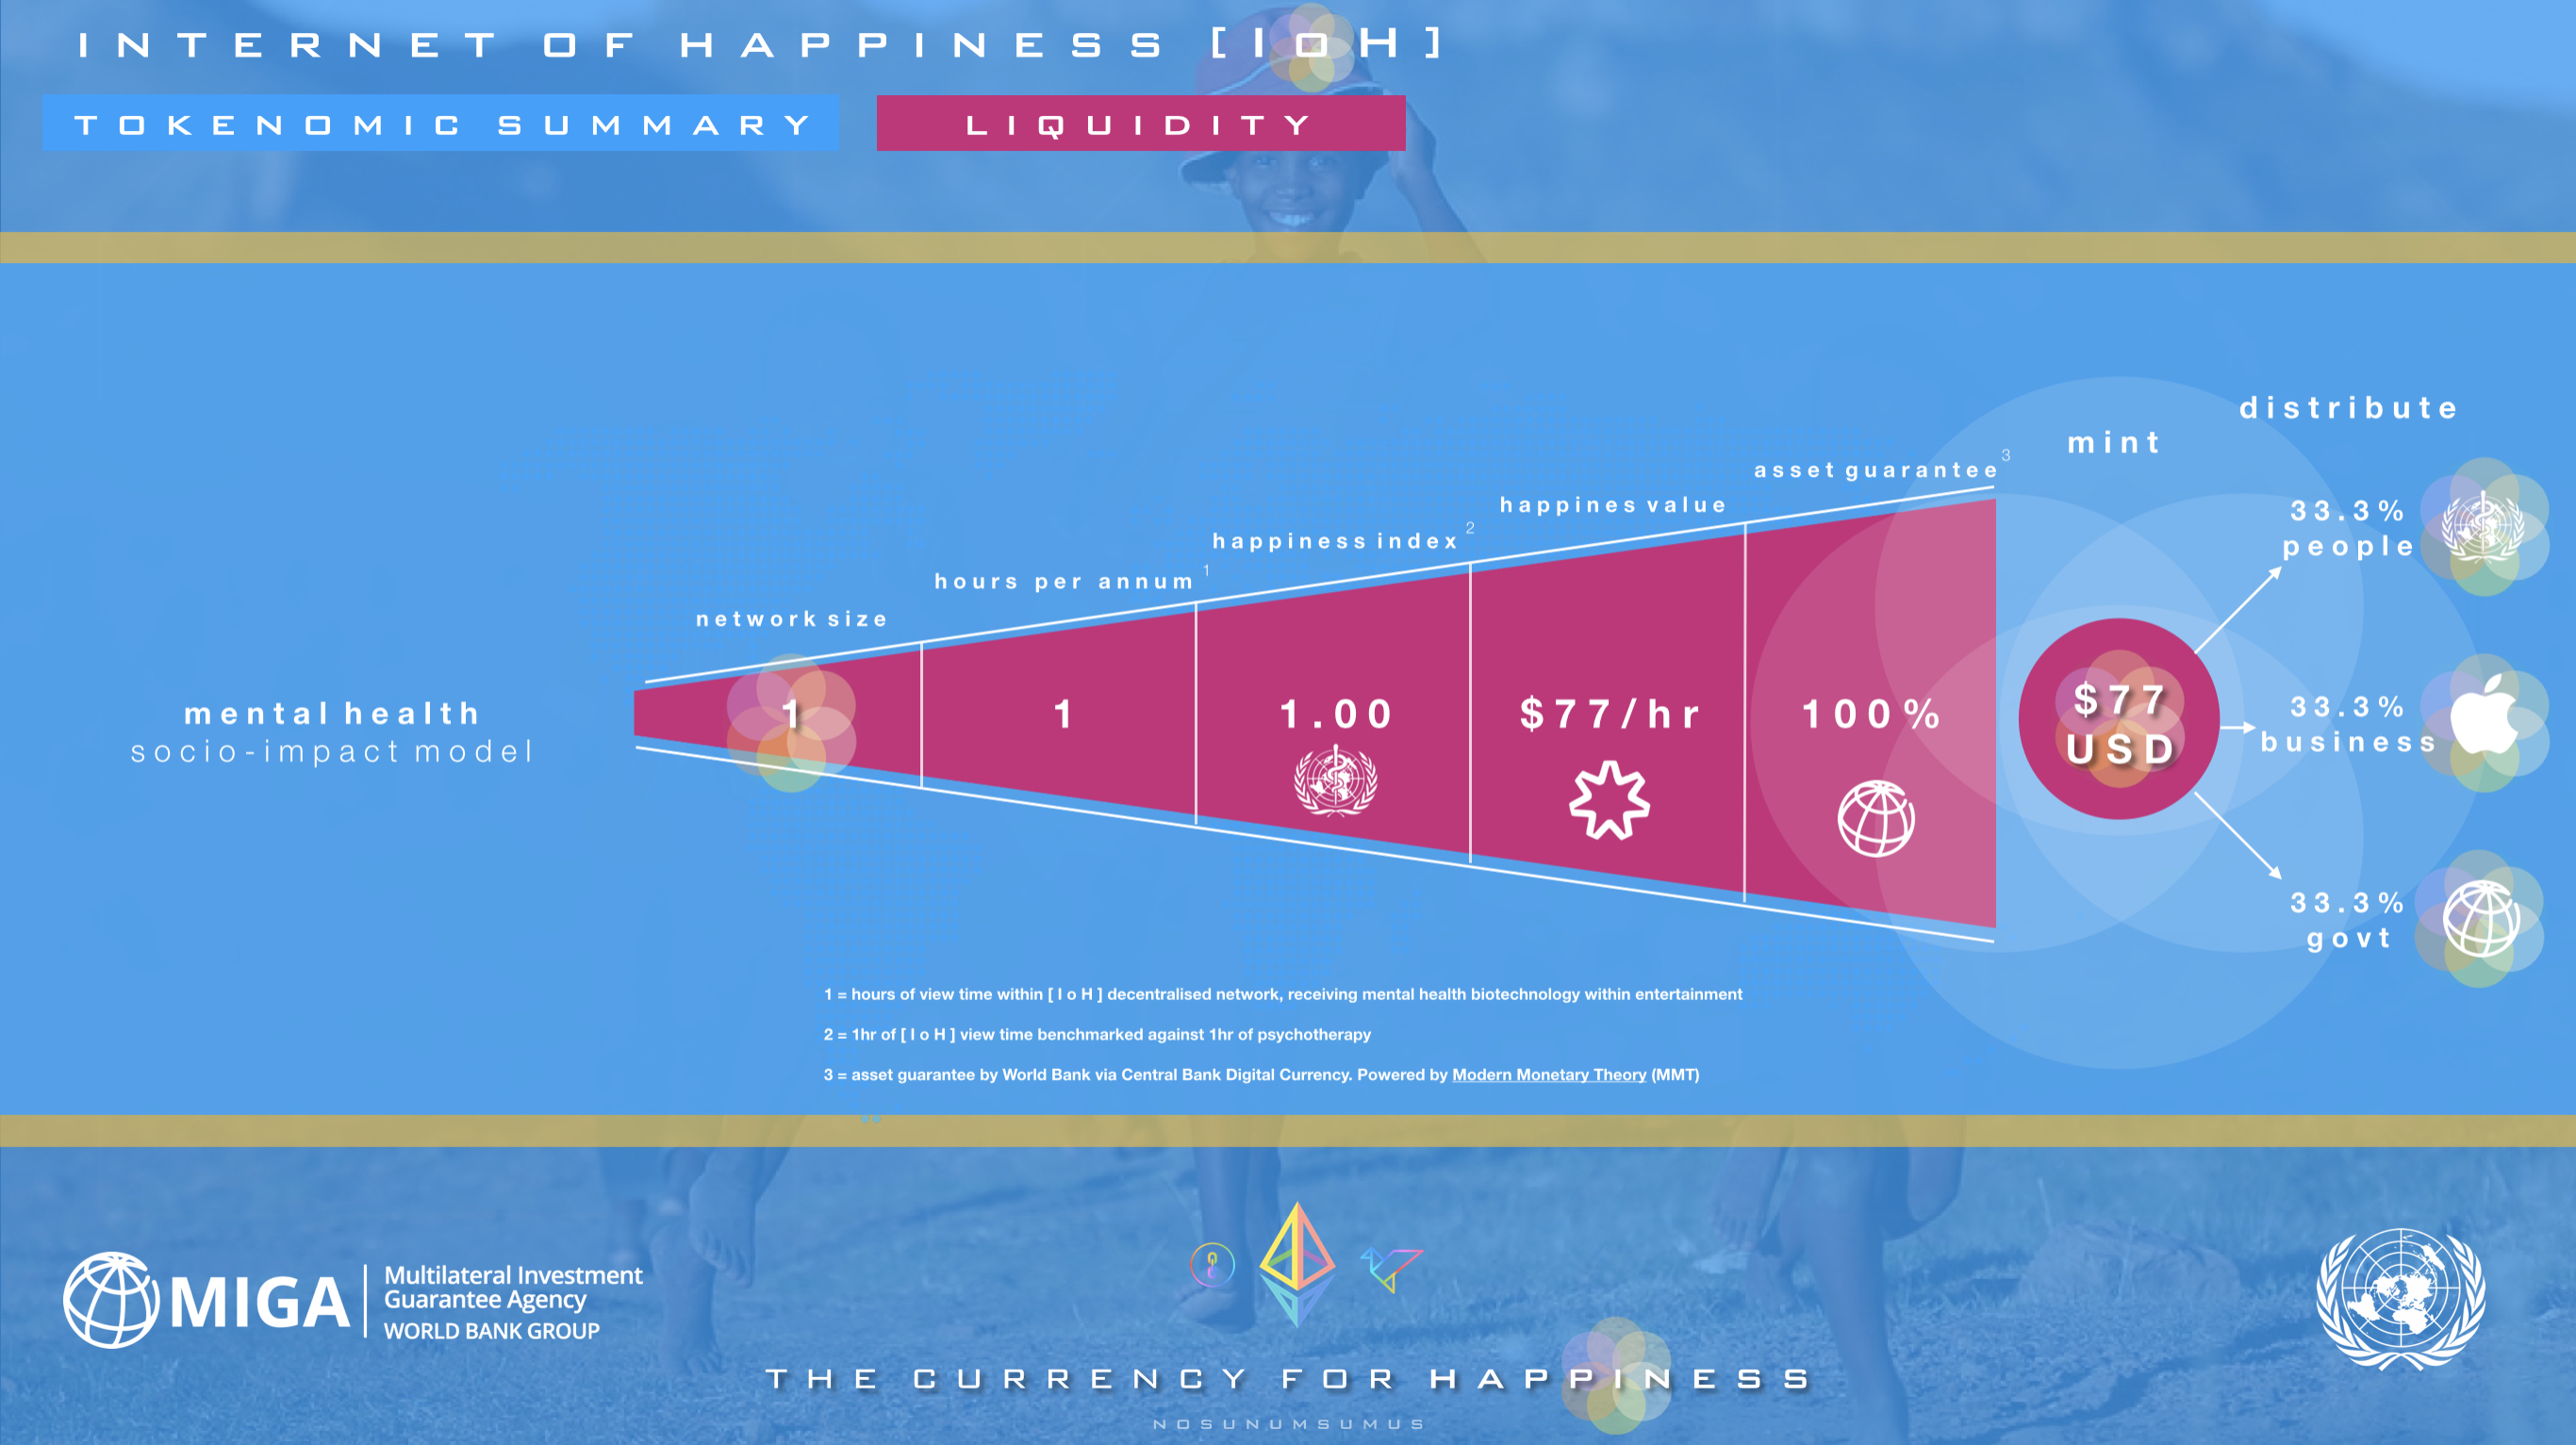 INTERNET OF HAPPINESS [IoH]
TOKENOMIC SUMMARY
LIQUIDITY
distribute
mint
asset guarantee 3
happines value
happiness index 2
hours per annum 1
network size
33.3%
people
mental health
socio-impact model
1
1
1.00
$77/hr
100%
$77
USD
33.3%
business
33.3%
govt
1 = hours of view time within [ I o H ] decentralised network, receiving mental health biotechnology within entertainment
2 = 1hr of [ I o H ] view time benchmarked against 1hr of psychotherapy
3 = asset guarantee by World Bank via Central Bank Digital Currency. Powered by Modern Monetary Theory (MMT)
MIGA
Multilateral Investment
Guarantee Agency
WORLD BANK GROUP
THE CURRENCY FOR HAPPINESS
NOSUNUMSUMUS